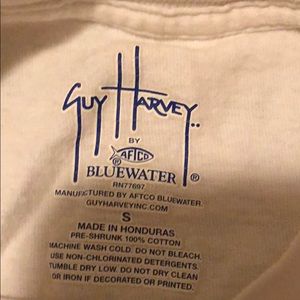 GUY HARVEY ®
BY
AFTCO
BLUEWATER ®
RN77697
MANUFACTURED BY AFTCO BLUEWATER.
GUYHARVEYINC.COM
S
MADE IN HONDURAS
PRE-SHRUNK 100% COTTON
MACHINE WASH COLD. DO NOT BLEACH.
USE NON-CHLORINATED DETERGENTS.
TUMBLE DRY LOW. DO NOT DRY CLEAN
OR IRON IF DECORATED OR PRINTED.